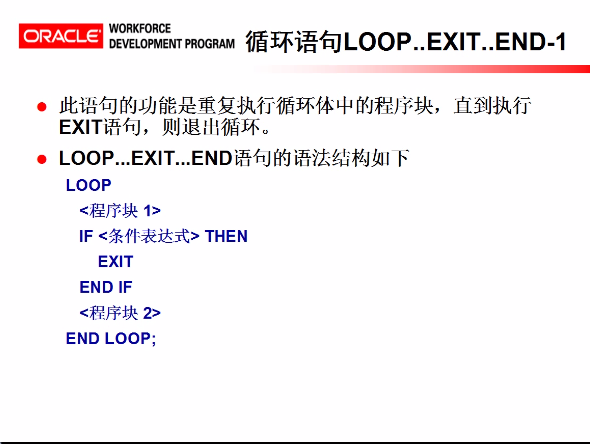 ORACLE
WORKFORCE
DEVELOPMENT PROGRAM
循环语句LOOP..EXIT..END-1
此语句的功能是重复执行循环体中的程序块，直到执行
EXIT语句，则退出循环。
LOOP...EXIT...END语句的语法结构如下
LOOP
<程序块 1>
IF <条件表达式> THEN
EXIT
END IF
<程序块 2>
END LOOP;